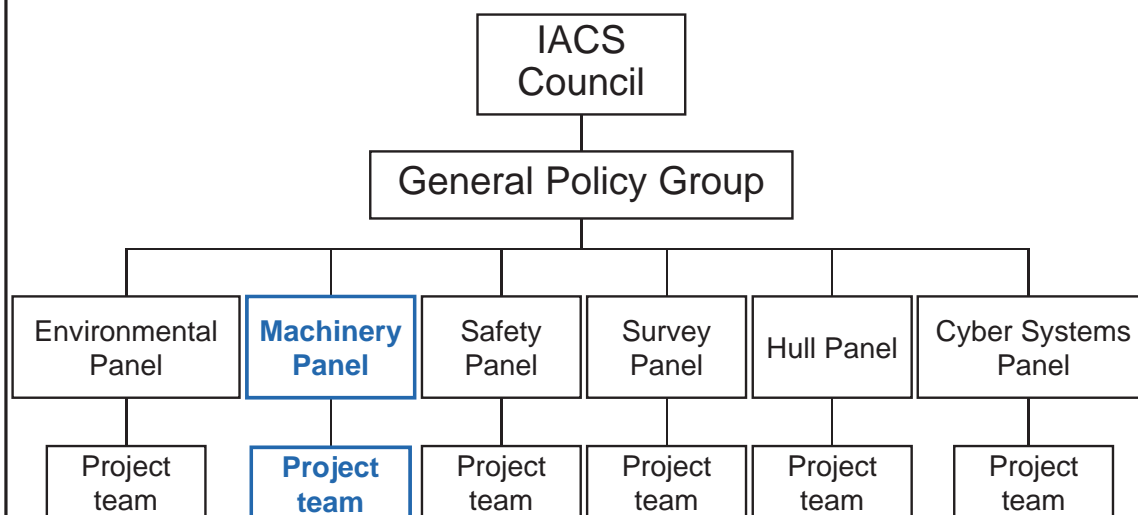 IACS
Council
General Policy Group
Environmental
Panel
Machinery
Panel
Safety
Panel
Survey
Panel
Hull Panel
Cyber Systems
Panel
Project
team
Project
team
Project
team
Project
team
Project
team
Project
team